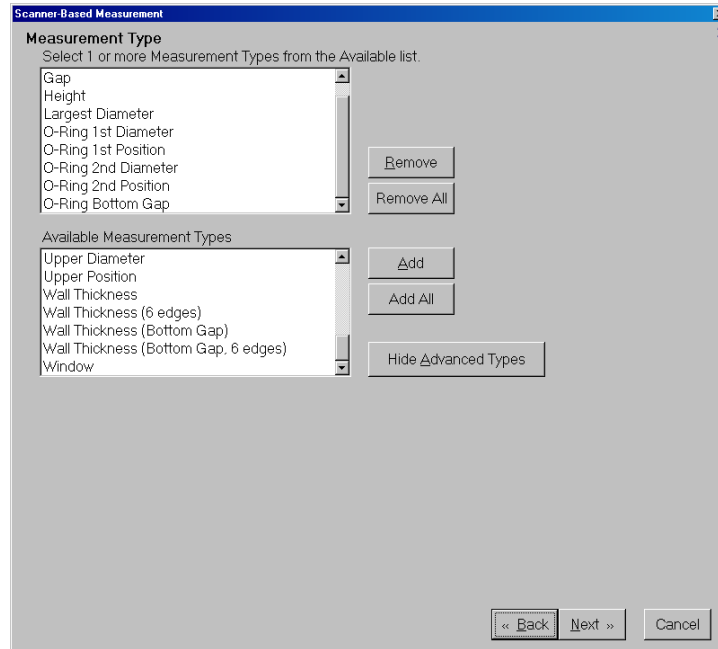 Scanner-Based Measurement
Measurement Type
Select 1 or more Measurement Types from the Available list.
Gap
Height
Largest Diameter
O-Ring 1st Diameter
O-Ring 1st Position
O-Ring 2nd Diameter
O-Ring 2nd Position
O-Ring Bottom Gap
Remove
Remove All
Available Measurement Types
Upper Diameter
Upper Position
Wall Thickness
Wall Thickness (6 edges)
Wall Thickness (Bottom Gap)
Wall Thickness (Bottom Gap, 6 edges)
Window
Add
Add All
Hide Advanced Types
« Back
Next »
Cancel